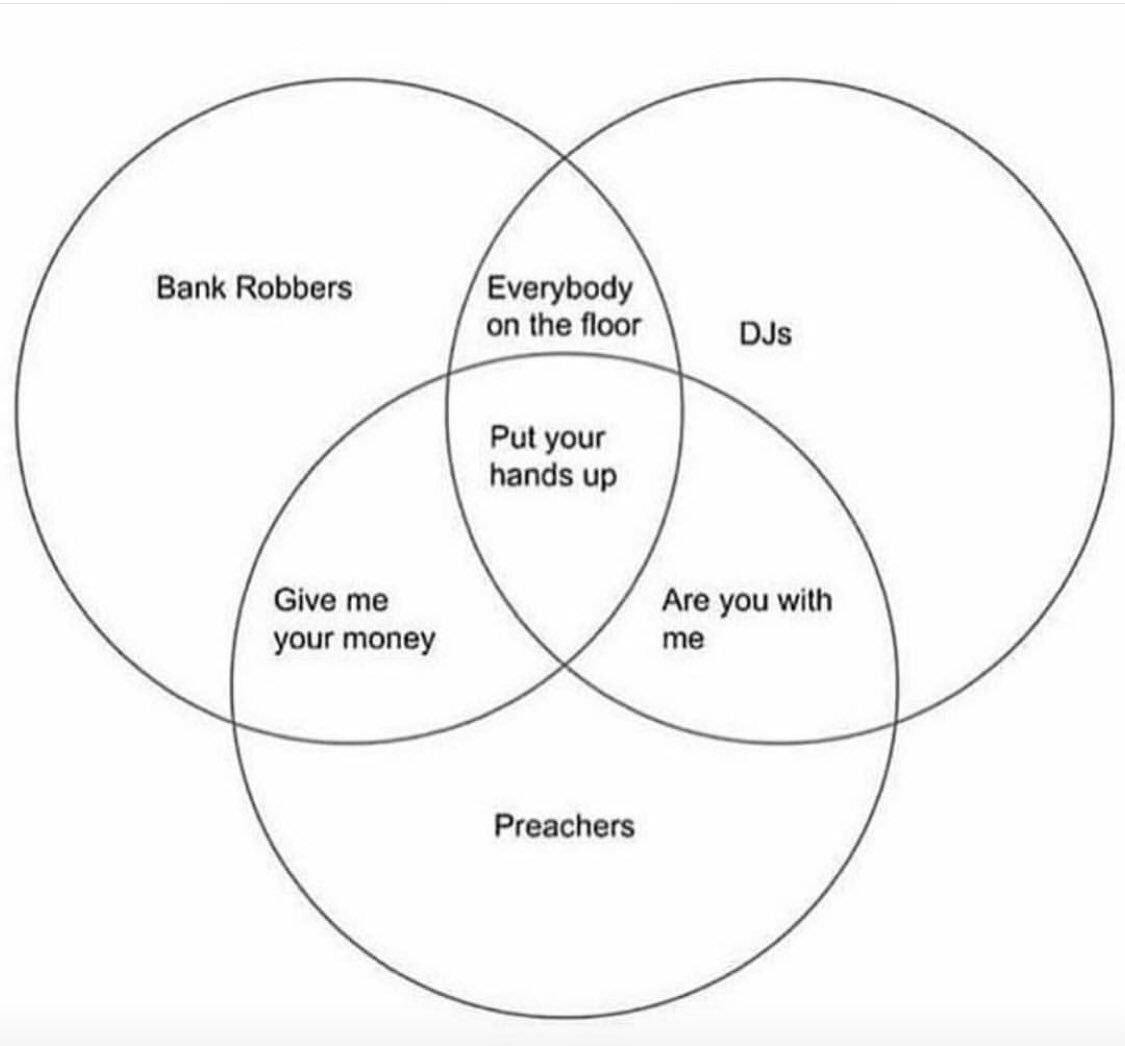 Bank Robbers
Everybody
on the floor
DJs
Put your
hands up
Give me
your money
Are you with
me
Preachers